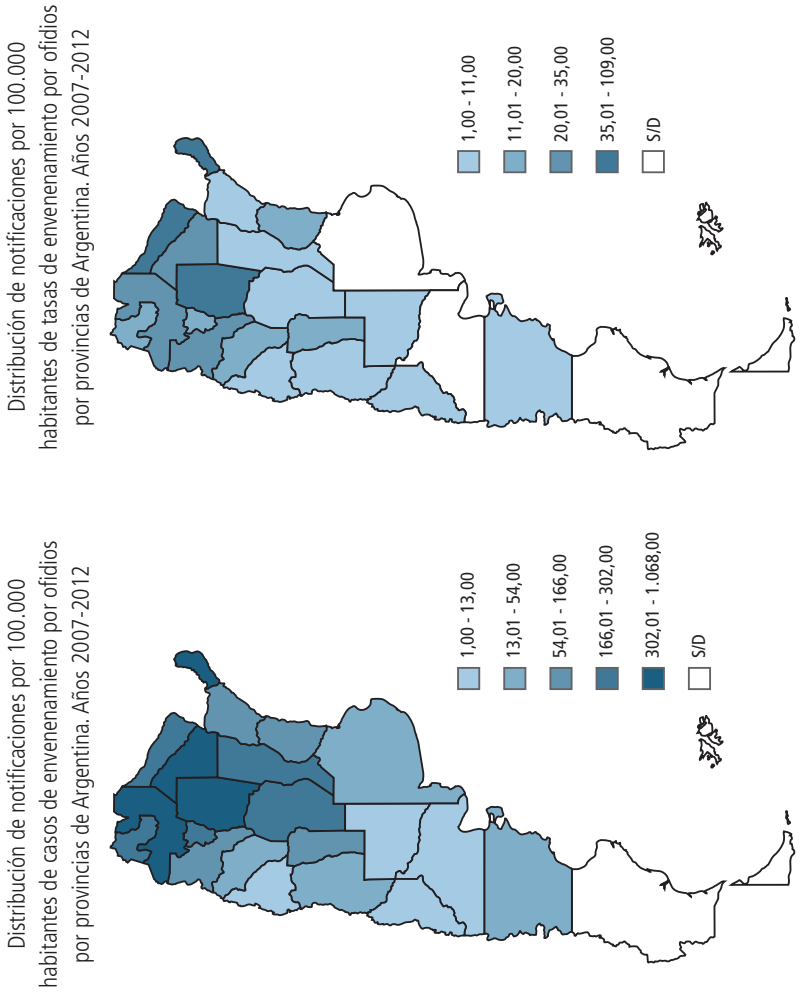 Distribución de notificaciones por 100.000
habitantes de casos de envenenamiento por ofidios
por provincias de Argentina. Años 2007-2012
1,00 - 13,00
13,01 - 54,00
54,01 - 166,00
166,01 - 302,00
302,01 - 1.068,00
S/D
Distribución de notificaciones por 100.000
habitantes de tasas de envenenamiento por ofidios
por provincias de Argentina. Años 2007-2012
1,00 - 11,00
11,01 - 20,00
20,01 - 35,00
35,01 - 109,00
S/D